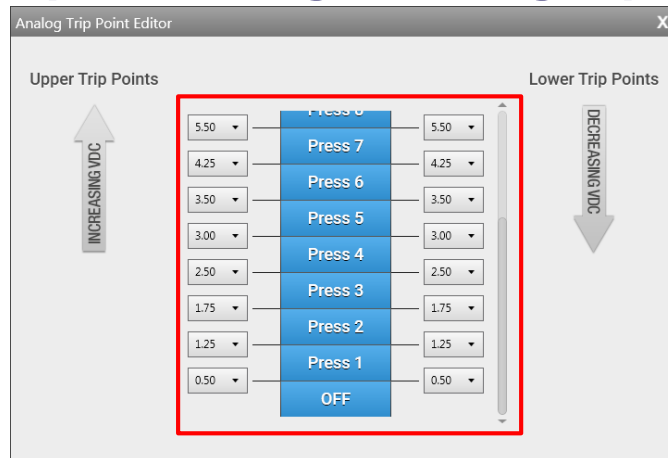 Analog Trip Point Editor X
Upper Trip Points
Lower Trip Points
INCREASING VDC
DECREASING VDC
5.50 5.50
Press 7
4.25 4.25
Press 6
3.50 3.50
Press 5
3.00 3.00
Press 4
2.50 2.50
Press 3
1.75 1.75
Press 2
1.25 1.25
Press 1
0.50 0.50
OFF